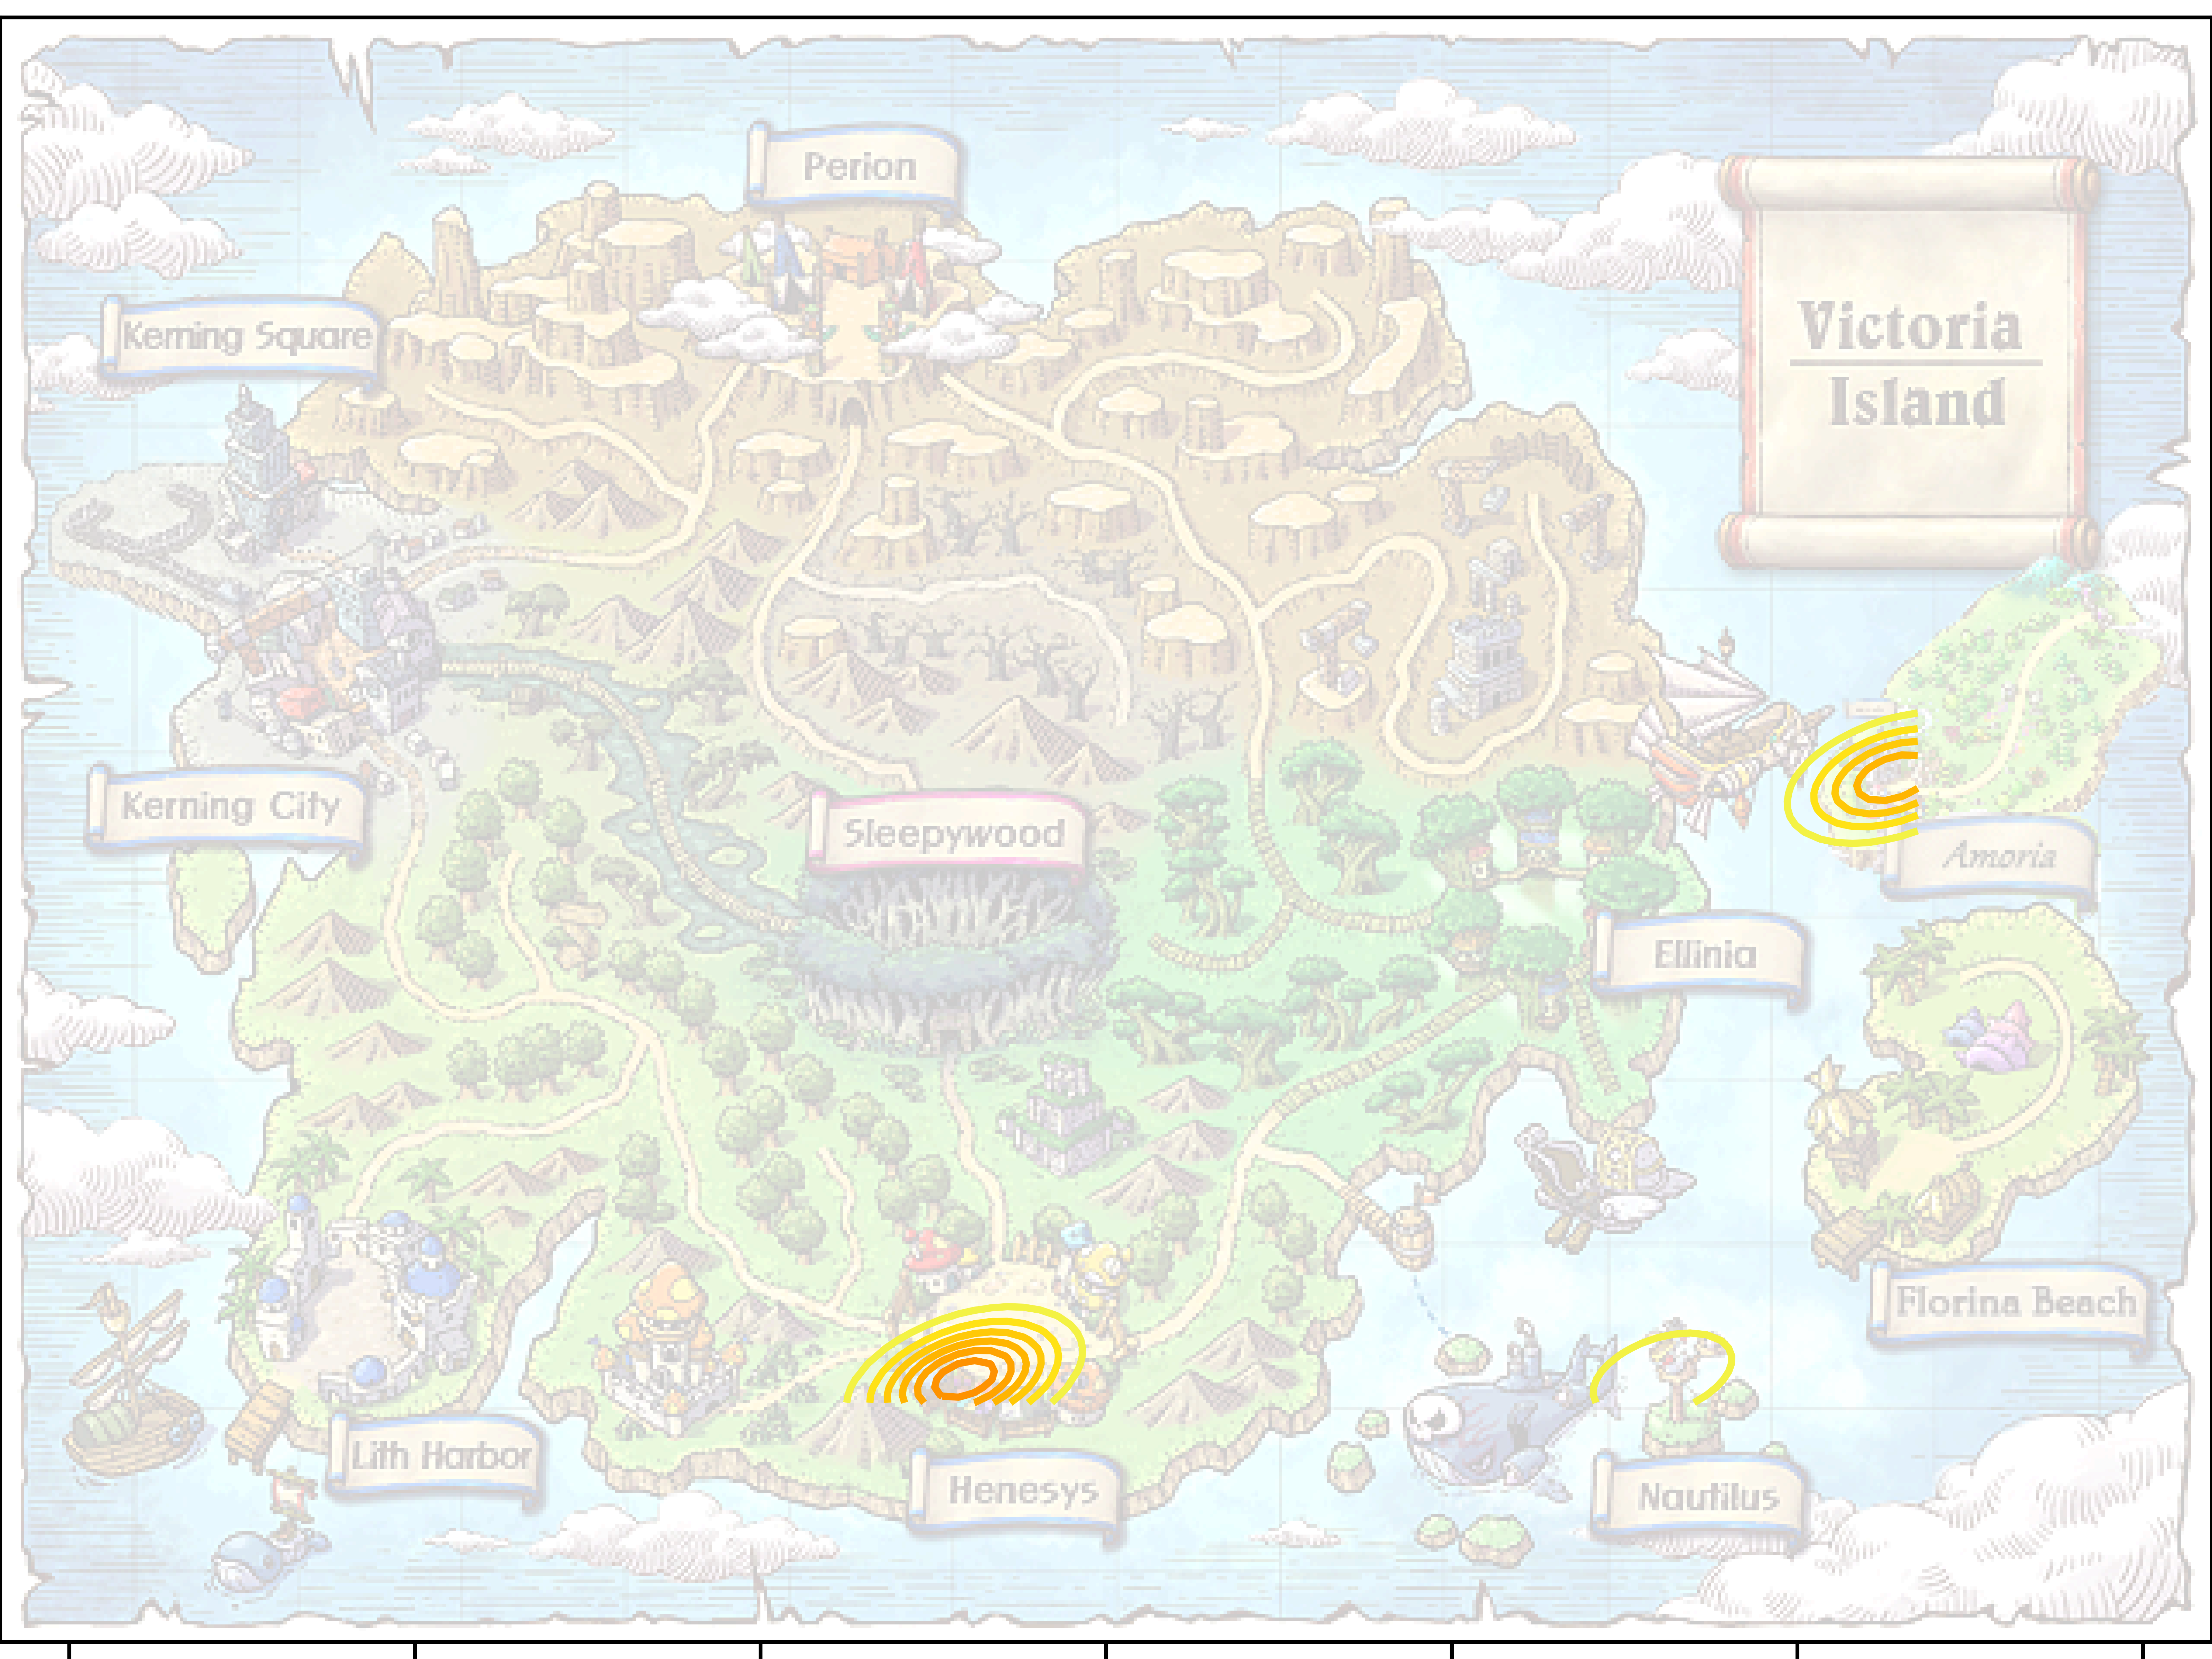 Perion
Kerning Square
Victoria
Island
Kerning City
Sleepywood
Amoria
Ellinia
Florina Beach
Lith Harbor
Henesys
Nautilus